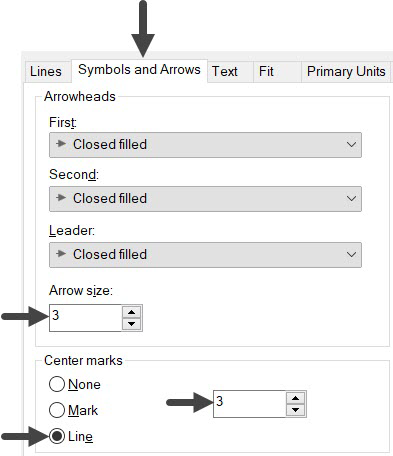 Lines Symbols and Arrows Text Fit Primary Units
Arrowheads
First:
Closed filled
Second:
Closed filled
Leader:
Closed filled
Arrow size:
3
Center marks
None
3
Mark
Line